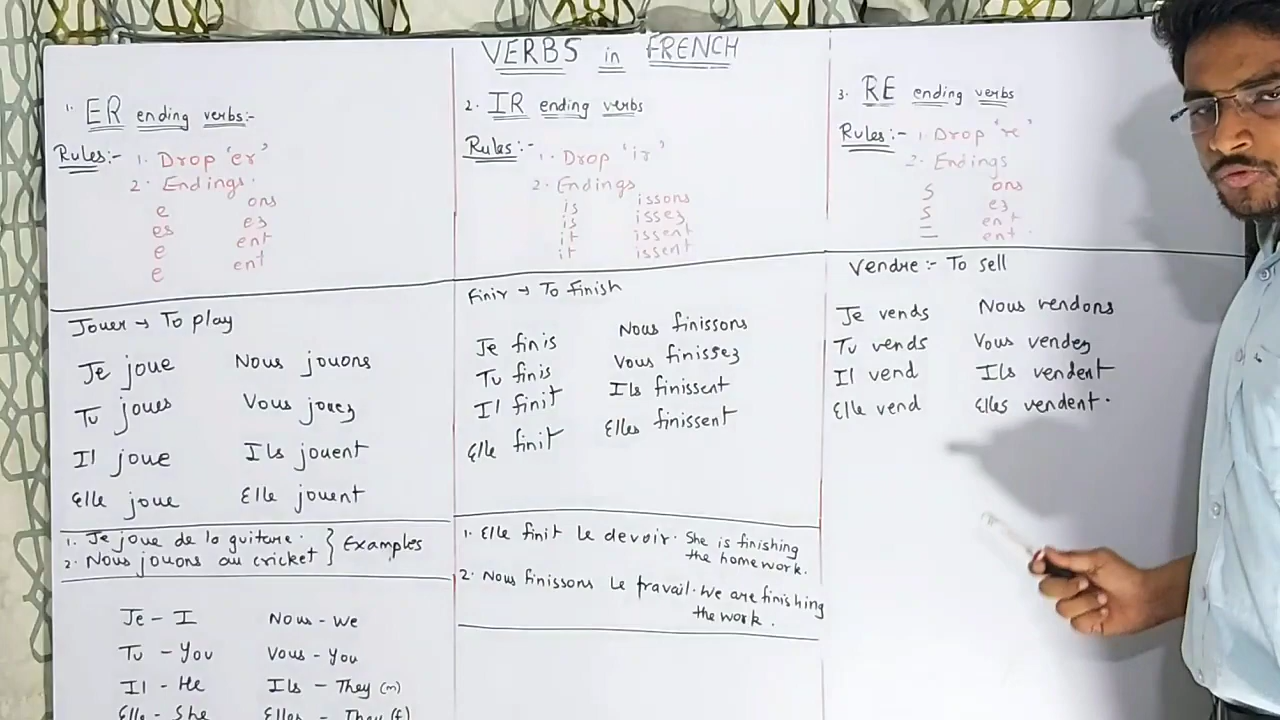 VERBS in FRENCH
1. ER ending verbs:-
Rules:- 1. Drop 'er'
2. Endings.
e ons
es ez
e ent
e ent
Jouer → To play
Je joue Nous jouons
Tu joues Vous jouez
Il joue Ils jouent
Elle joue Elle jouent
1. Je joue de la guitare.
2. Nous jouons au cricket } Examples
Je - I Nous - We
Tu - You Vous - You
Il - He Ils - They (m)
Elle - She Elles - They (f)
2. IR ending verbs
Rules:- 1. Drop 'ir'
2. Endings
is issons
is issez
it issent
it issent
Finir → To finish
Je finis Nous finissons
Tu finis Vous finissez
Il finit Ils finissent
Elle finit Elles finissent
1. Elle finit le devoir. She is finishing
the homework.
2. Nous finissons le travail. We are finishing
the work.
3. RE ending verbs
Rules:- 1. Drop 're'
2. Endings
s ons
s ez
— ent
— ent.
Vendre :- To sell
Je vends Nous vendons
Tu vends Vous vendez
Il vend Ils vendent
Elle vend Elles vendent.